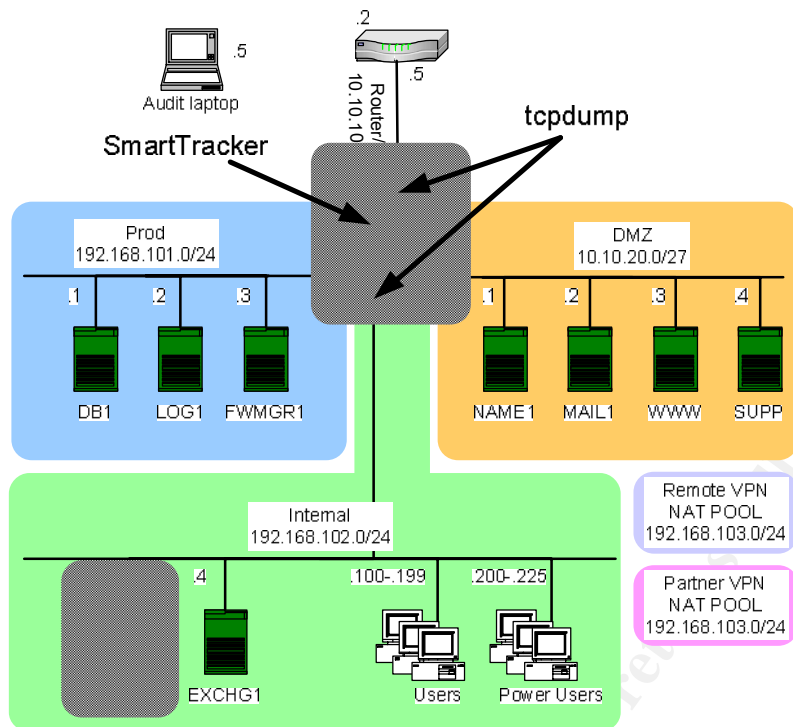 .2
.5
Audit laptop
.5
Router/
10.10.10
tcpdump
SmartTracker
Prod
192.168.101.0/24
DMZ
10.10.20.0/27
.1
.2
.3
.1
.2
.3
.4
DB1
LOG1
FWMGR1
NAME1
MAIL1
WWW
SUPP
Internal
192.168.102.0/24
Remote VPN
NAT POOL
192.168.103.0/24
.4
.100-.199
.200-.225
Partner VPN
NAT POOL
192.168.103.0/24
EXCHG1
Users
Power Users